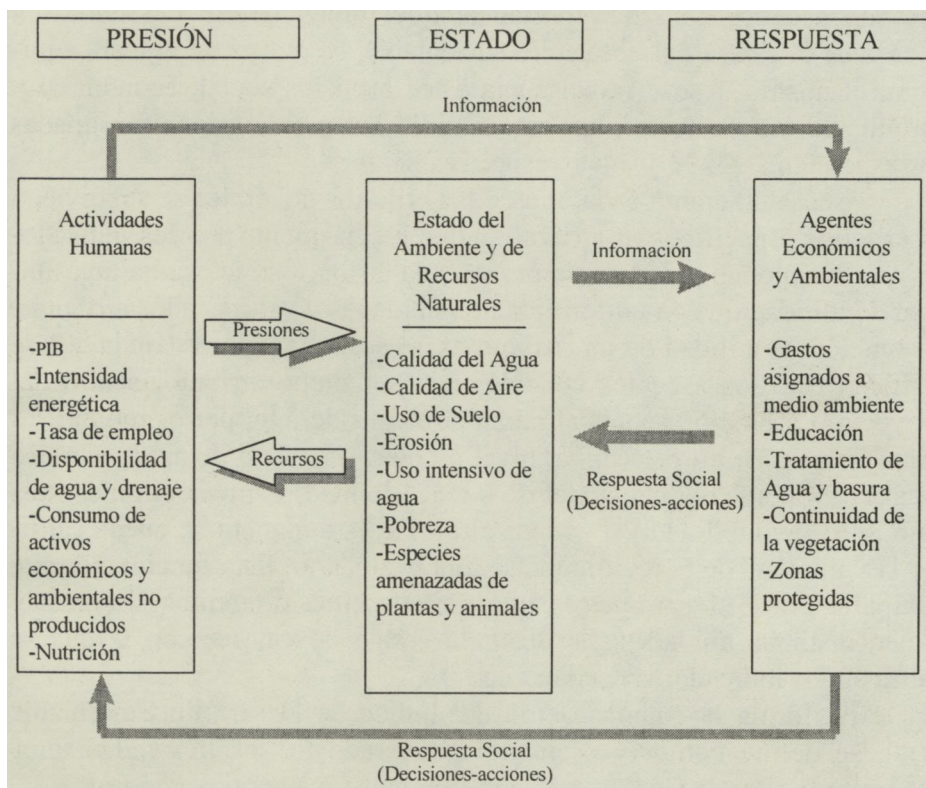 PRESIÓN
ESTADO
RESPUESTA
Información
Actividades
Humanas
-PIB
-Intensidad
energética
-Tasa de empleo
-Disponibilidad
de agua y drenaje
-Consumo de
activos
económicos y
ambientales no
producidos
-Nutrición
Presiones
Recursos
Estado del
Ambiente y de
Recursos
Naturales
-Calidad del Agua
-Calidad de Aire
-Uso de Suelo
-Erosión
-Uso intensivo de
agua
-Pobreza
-Especies
amenazadas de
plantas y animales
Información
Respuesta Social
(Decisiones-acciones)
Agentes
Económicos
y Ambientales
-Gastos
asignados a
medio ambiente
-Educación
-Tratamiento de
Agua y basura
-Continuidad de
la vegetación
-Zonas
protegidas
Respuesta Social
(Decisiones-acciones)